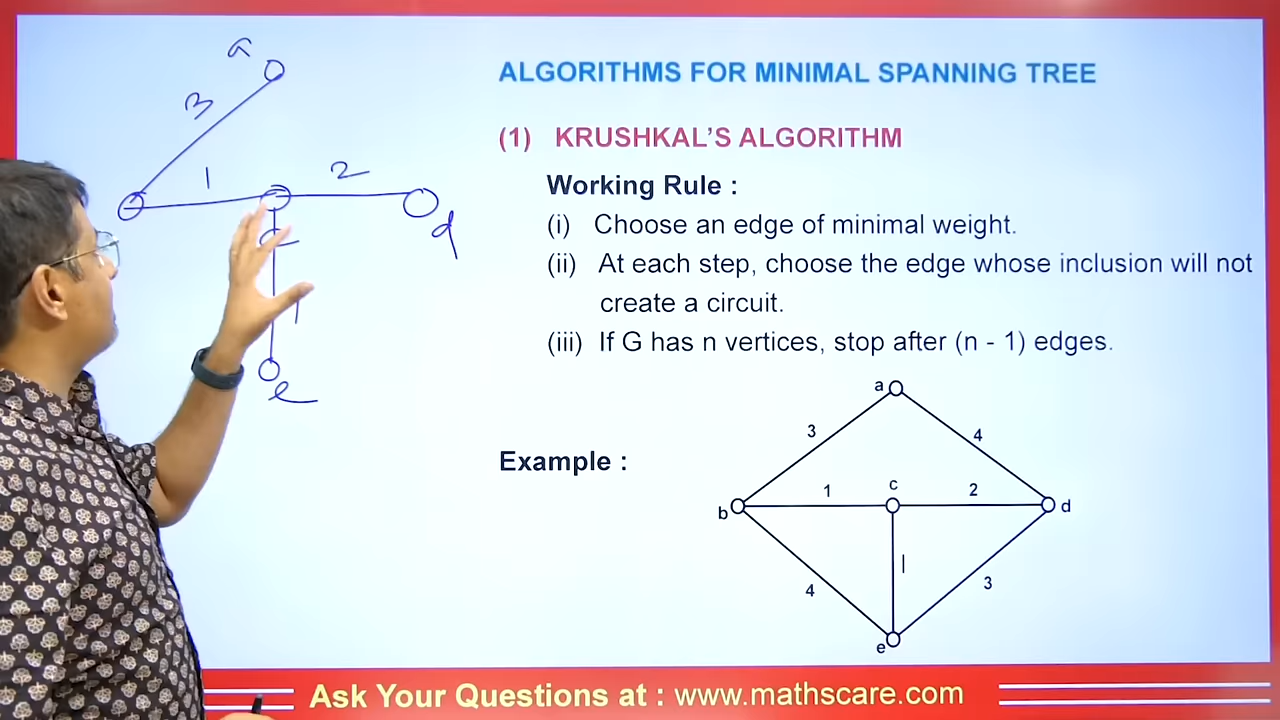 a
3
1
2
c
d
1
e
ALGORITHMS FOR MINIMAL SPANNING TREE
(1) KRUSHKAL'S ALGORITHM
Working Rule :
(i) Choose an edge of minimal weight.
(ii) At each step, choose the edge whose inclusion will not
create a circuit.
(iii) If G has n vertices, stop after (n - 1) edges.
Example :
a
3
4
b
1
c
2
d
|
4
3
e
Ask Your Questions at : www.mathscare.com